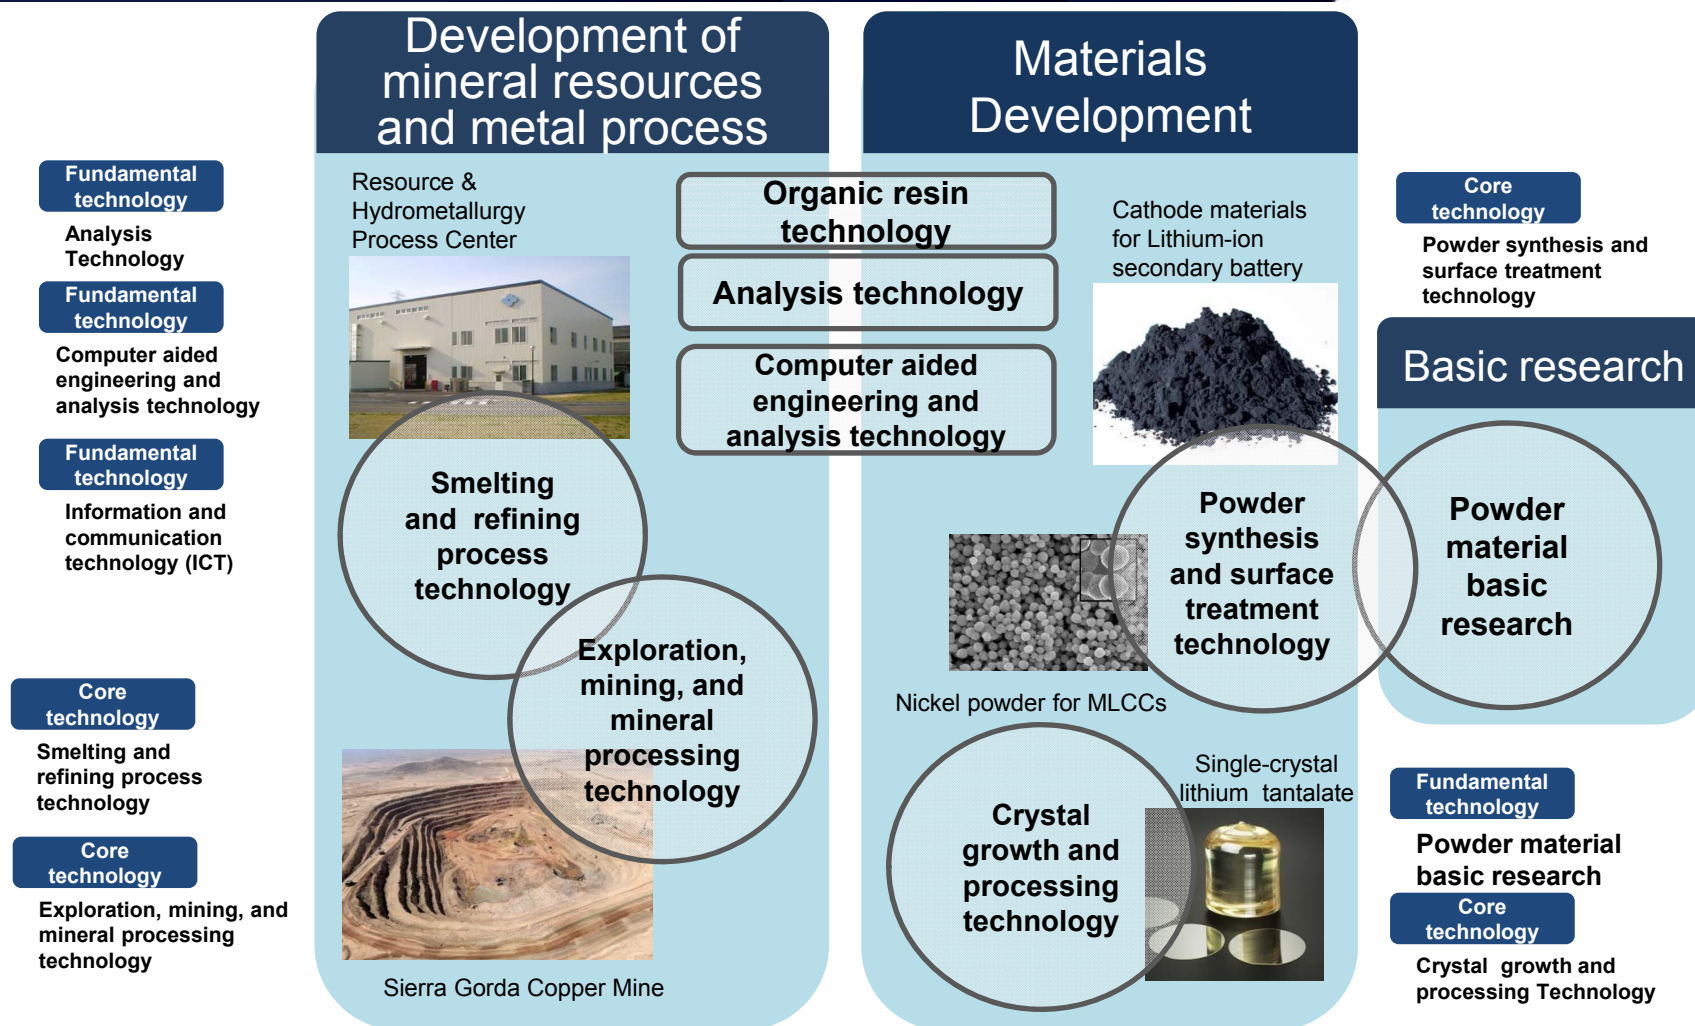 Development of
mineral resources
and metal process
Materials
Development
Fundamental
technology
Analysis
Technology
Fundamental
technology
Computer aided
engineering and
analysis technology
Fundamental
technology
Information and
communication
technology (ICT)
Core
technology
Smelting and
refining process
technology
Core
technology
Exploration, mining, and
mineral processing
technology
Resource &
Hydrometallurgy
Process Center
Smelting
and refining
process
technology
Exploration,
mining, and
mineral
processing
technology
Sierra Gorda Copper Mine
Organic resin
technology
Analysis technology
Computer aided
engineering and
analysis technology
Cathode materials
for Lithium-ion
secondary battery
Powder
synthesis
and surface
treatment
technology
Nickel powder for MLCCs
Crystal
growth and
processing
technology
Single-crystal
lithium tantalate
Core
technology
Powder synthesis and
surface treatment
technology
Basic research
Powder
material
basic
research
Fundamental
technology
Powder material
basic research
Core
technology
Crystal growth and
processing Technology